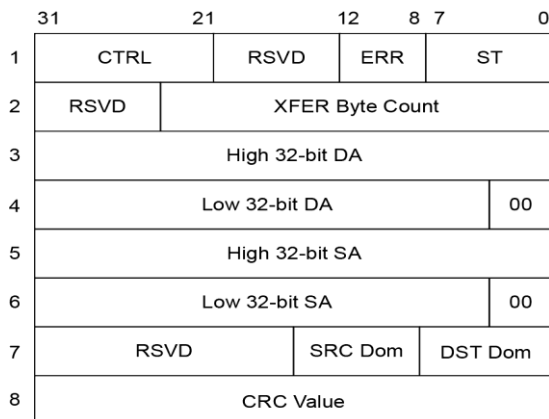 31 21 12 8 7 0
1 CTRL RSVD ERR ST
2 RSVD XFER Byte Count
3 High 32-bit DA
4 Low 32-bit DA 00
5 High 32-bit SA
6 Low 32-bit SA 00
7 RSVD SRC Dom DST Dom
8 CRC Value